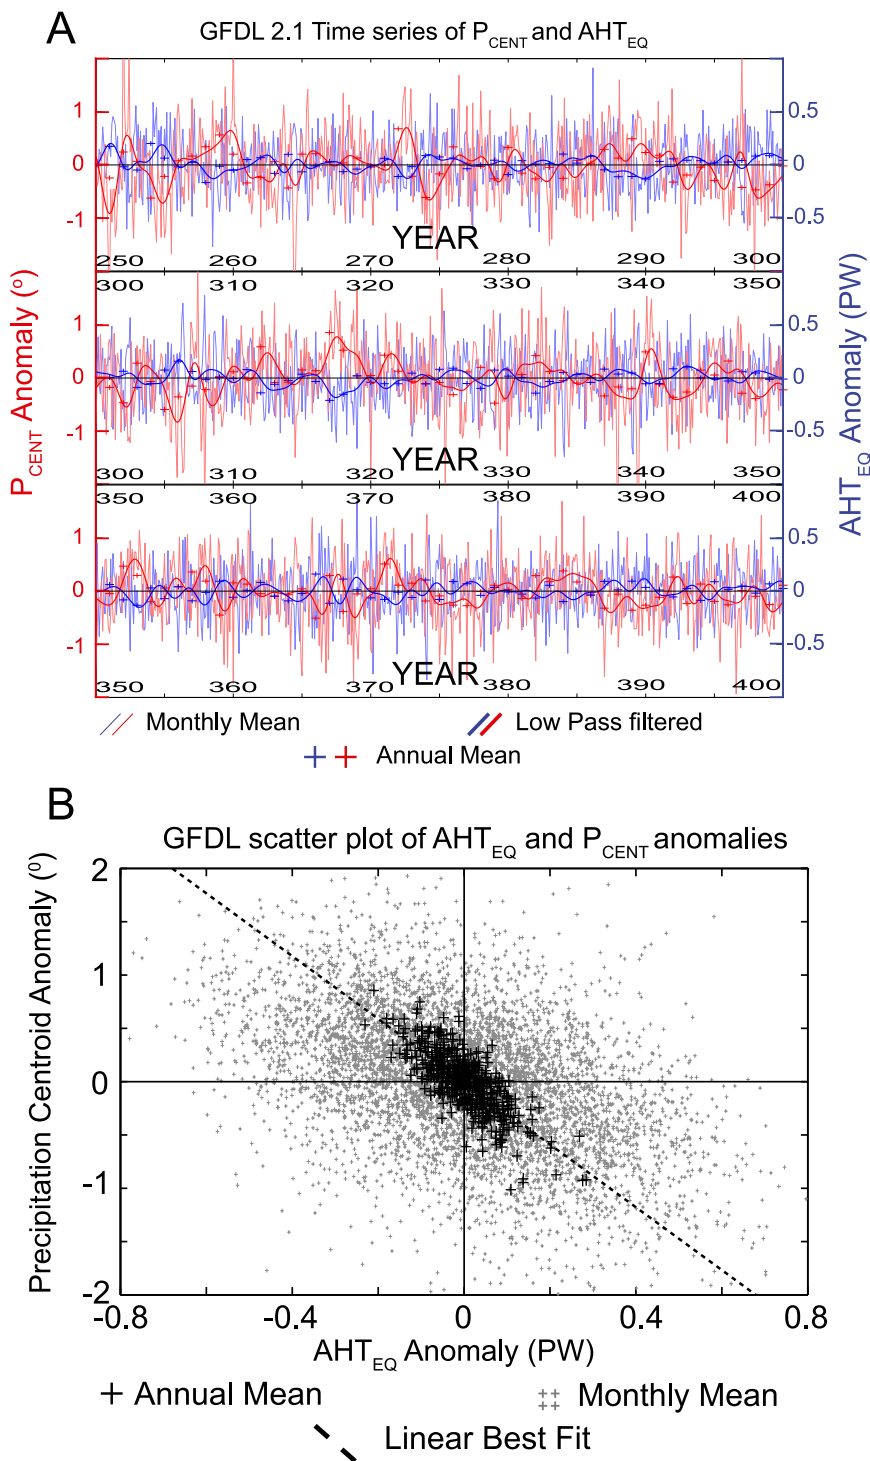 A
GFDL 2.1 Time series of PCENT and AHTEQ
1
0
-1
0.5
0
-0.5
YEAR
250 260 270 280 290 300
300 310 320 330 340 350
1
0
-1
0.5
0
-0.5
YEAR
300 310 320 330 340 350
350 360 370 380 390 400
1
0
-1
0.5
0
-0.5
YEAR
350 360 370 380 390 400
PCENT Anomaly (o)
AHTEQ Anomaly (PW)
Monthly Mean
Low Pass filtered
Annual Mean
B
GFDL scatter plot of AHTEQ and PCENT anomalies
Precipitation Centroid Anomaly (0)
2
1
0
-1
-2
-0.8 -0.4 0 0.4 0.8
AHTEQ Anomaly (PW)
Annual Mean
Monthly Mean
Linear Best Fit